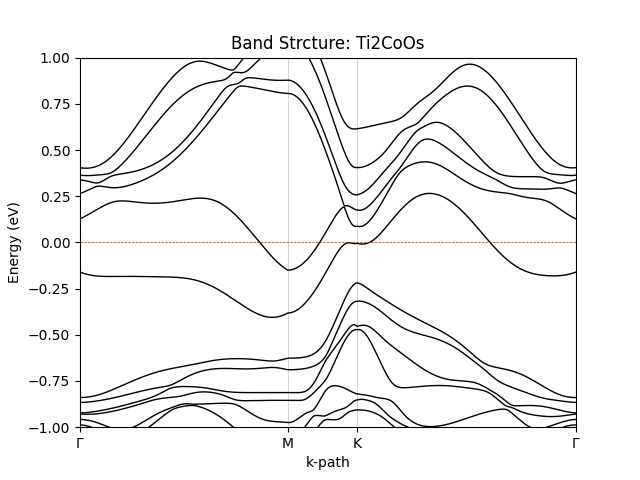 Band Strcture: Ti2CoOs
1.00
0.75
0.50
0.25
0.00
−0.25
−0.50
−0.75
−1.00
Energy (eV)
Γ M K Γ
k-path